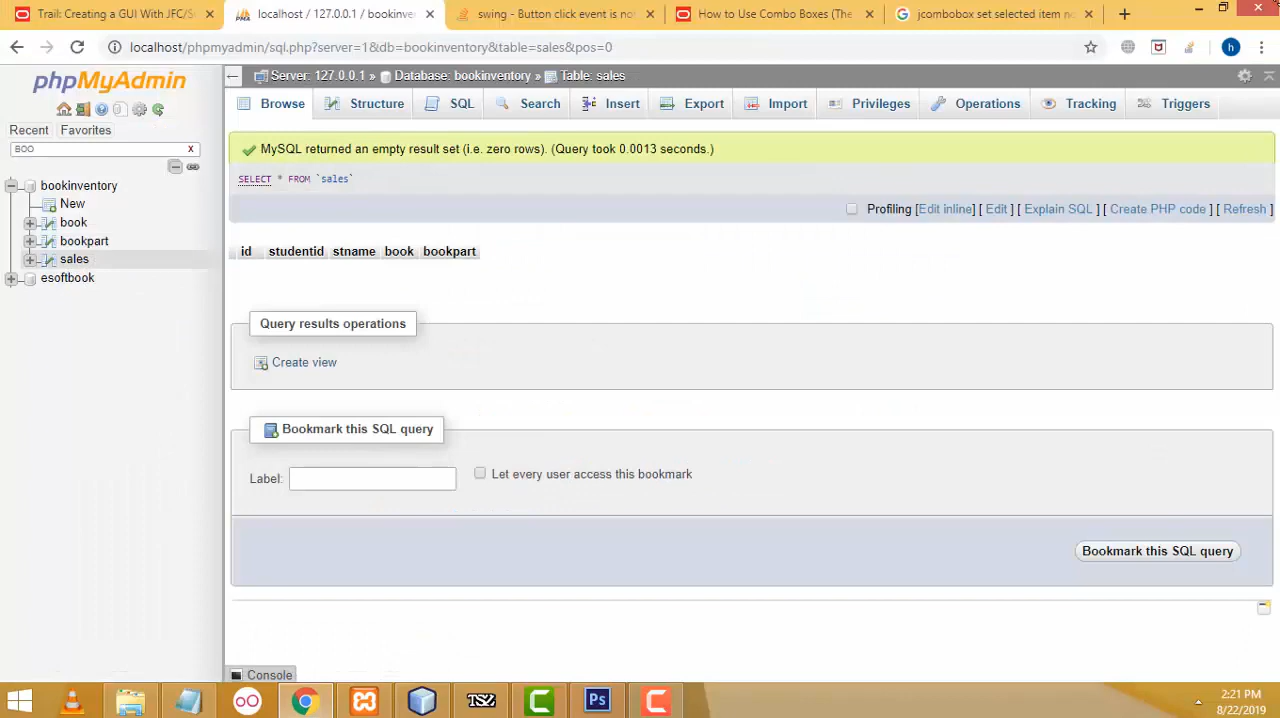 Trail: Creating a GUI With JFC/S
localhost / 127.0.0.1 / bookinve
swing - Button click event is no
How to Use Combo Boxes (The
jcombobox set selected item no
localhost/phpmyadmin/sql.php?server=1&db=bookinventory&table=sales&pos=0
h
phpMyAdmin
Recent
Favorites
BOO
X
bookinventory
New
book
bookpart
sales
esoftbook
Server: 127.0.0.1 » Database: bookinventory » Table: sales
Browse
Structure
SQL
Search
Insert
Export
Import
Privileges
Operations
Tracking
Triggers
MySQL returned an empty result set (i.e. zero rows). (Query took 0.0013 seconds.)
SELECT * FROM `sales`
Profiling [Edit inline] [ Edit ] [ Explain SQL ] [ Create PHP code ] [ Refresh ]
id studentid stname book bookpart
Query results operations
Create view
Bookmark this SQL query
Label:
Let every user access this bookmark
Bookmark this SQL query
Console
TSZ
C
Ps
C
2:21 PM
8/22/2019